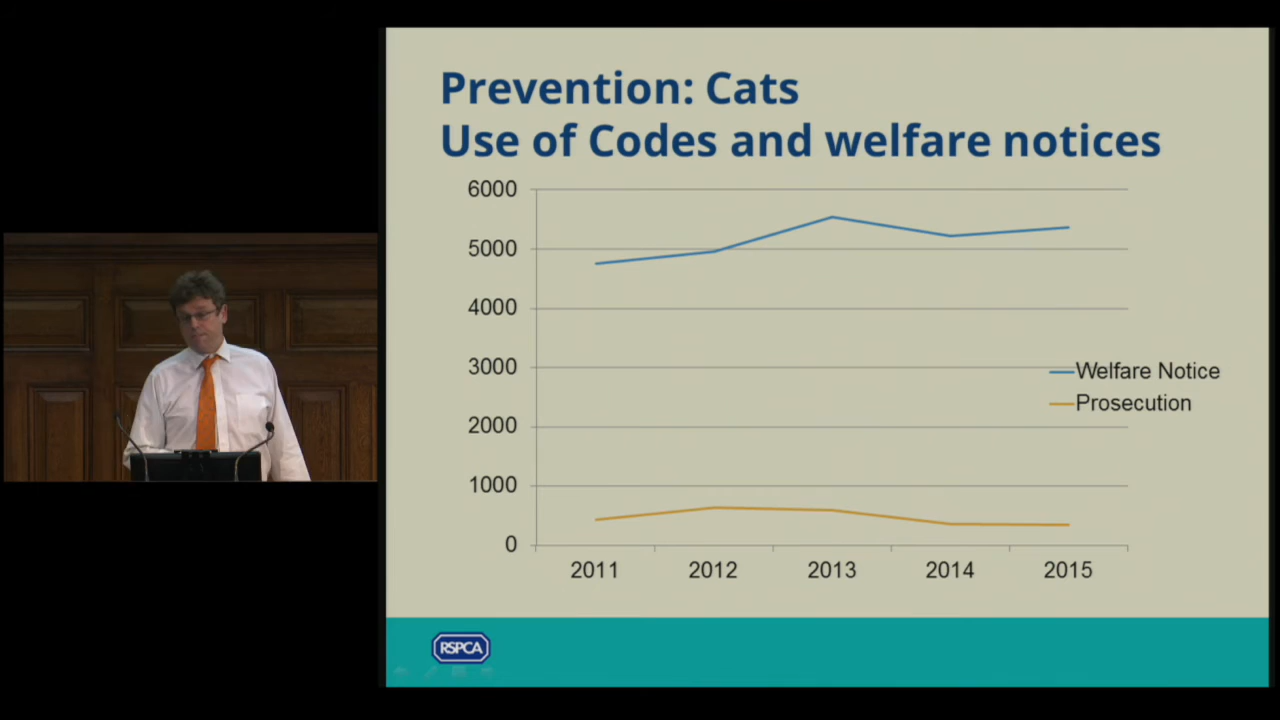 Prevention: Cats
Use of Codes and welfare notices
6000
5000
4000
3000
2000
1000
0
Welfare Notice
Prosecution
2011 2012 2013 2014 2015
RSPCA